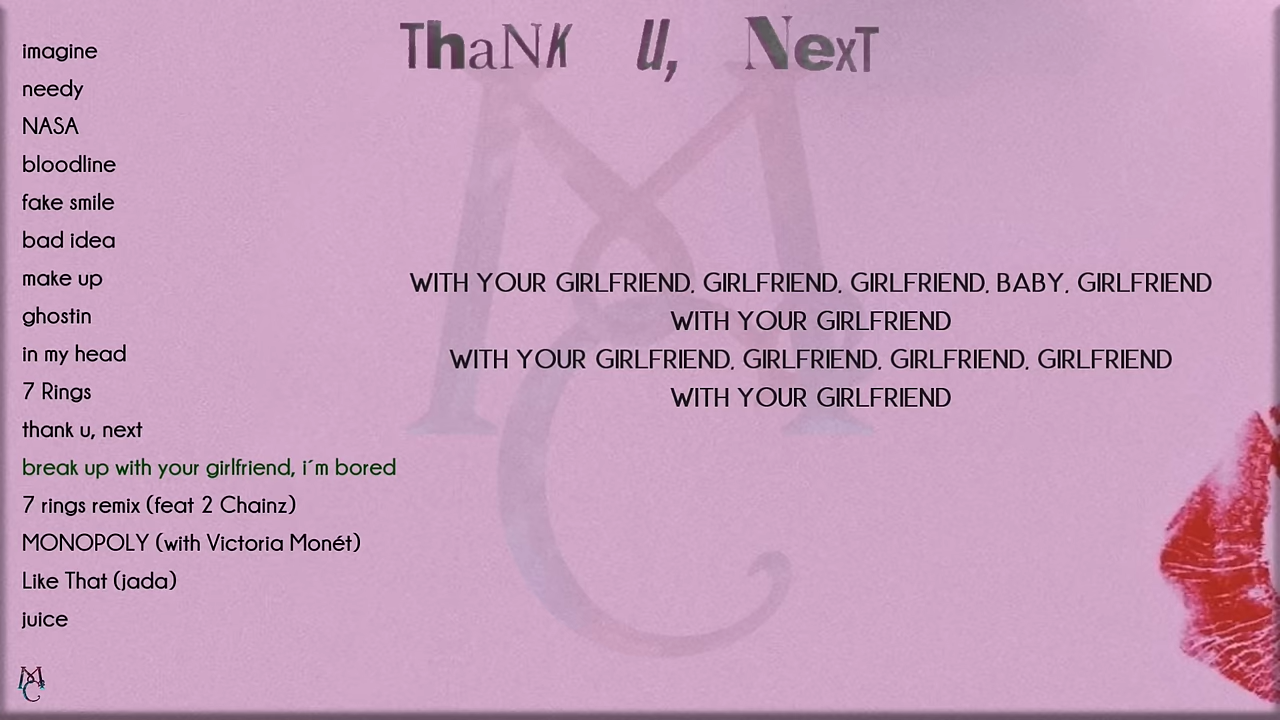 ThaNK U, NexT
imagine
needy
NASA
bloodline
fake smile
bad idea
make up
ghostin
in my head
7 Rings
thank u, next
break up with your girlfriend, i´m bored
7 rings remix (feat 2 Chainz)
MONOPOLY (with Victoria Monét)
Like That (jada)
juice
WITH YOUR GIRLFRIEND, GIRLFRIEND, GIRLFRIEND, BABY, GIRLFRIEND
WITH YOUR GIRLFRIEND
WITH YOUR GIRLFRIEND, GIRLFRIEND, GIRLFRIEND, GIRLFRIEND
WITH YOUR GIRLFRIEND
MC